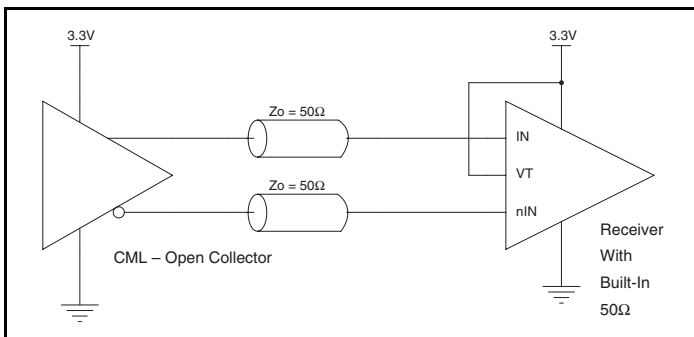 3.3V
3.3V
Zo = 50Ω
IN
VT
Zo = 50Ω
nIN
CML – Open Collector
Receiver
With
Built-In
50Ω